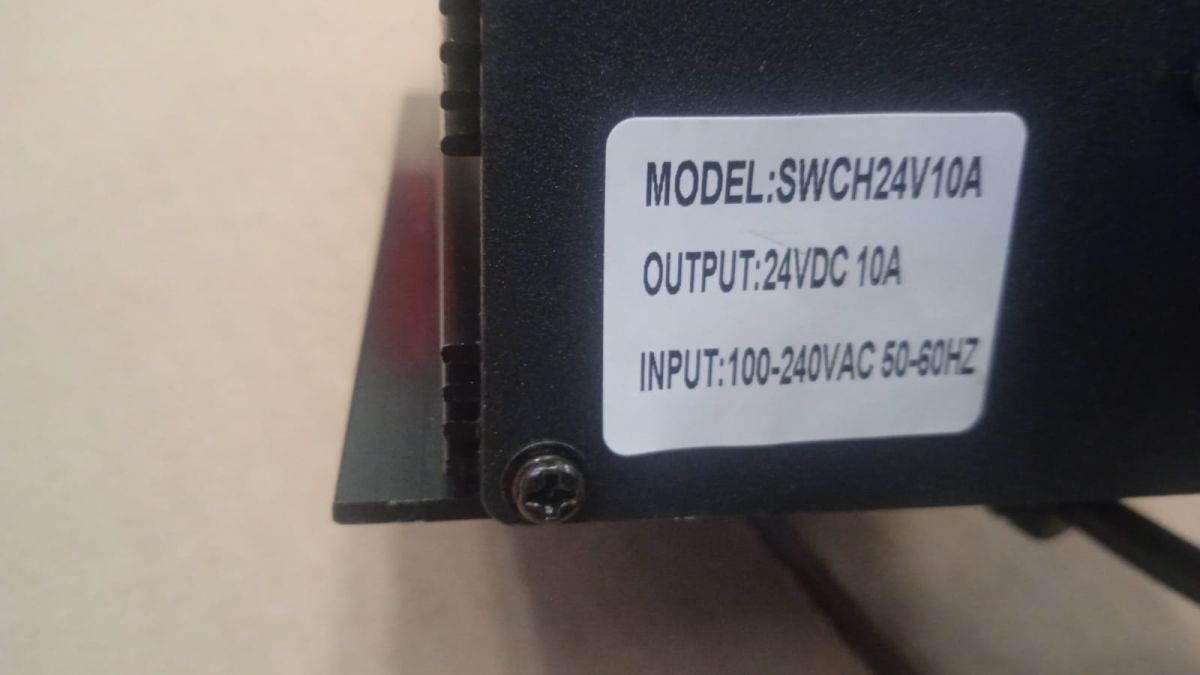 MODEL:SWCH24V10A
OUTPUT:24VDC 10A
INPUT:100-240VAC 50-60HZ